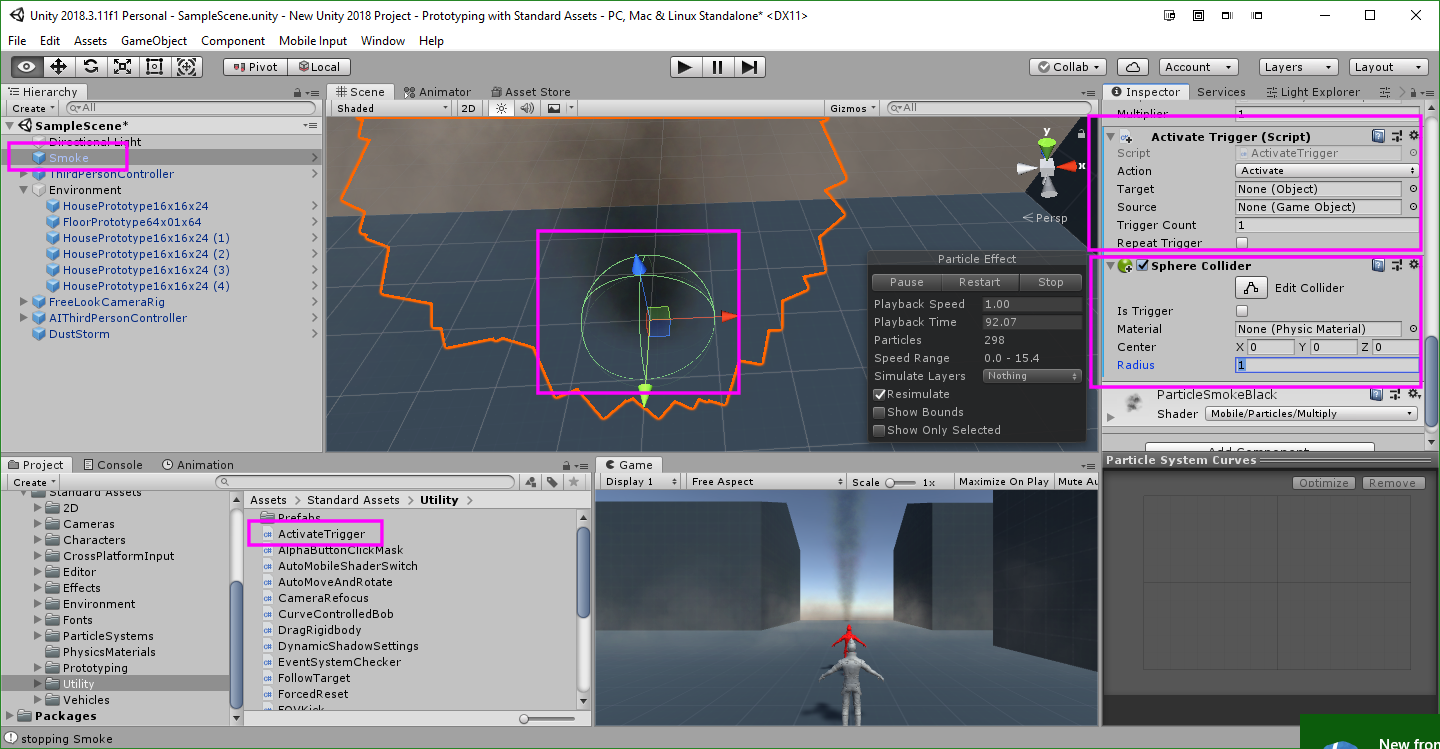 Unity 2018.3.11f1 Personal - SampleScene.unity - New Unity 2018 Project - Prototyping with Standard Assets - PC, Mac & Linux Standalone* <DX11>
File Edit Assets GameObject Component Mobile Input Window Help
Pivot Local Collab Account Layers Layout
Hierarchy
Create All
SampleScene*
Directional Light
Smoke
ThirdPersonController
Environment
HousePrototype16x16x24
FloorPrototype64x01x64
HousePrototype16x16x24 (1)
HousePrototype16x16x24 (2)
HousePrototype16x16x24 (3)
HousePrototype16x16x24 (4)
FreeLookCameraRig
AIThirdPersonController
DustStorm
Scene Animator Asset Store
Shaded 2D Gizmos All
y
x
Persp
Particle Effect
Pause Restart Stop
Playback Speed 1.00
Playback Time 92.07
Particles 298
Speed Range 0.0 - 15.4
Simulate Layers Nothing
Resimulate
Show Bounds
Show Only Selected
Inspector Services Light Explorer
Multiplier 1
Activate Trigger (Script)
Script ActivateTrigger
Action Activate
Target None (Object)
Source None (Game Object)
Trigger Count 1
Repeat Trigger
Sphere Collider
Edit Collider
Is Trigger
Material None (Physic Material)
Center X 0 Y 0 Z 0
Radius 1
ParticleSmokeBlack
Shader Mobile/Particles/Multiply
Add Component
Particle System Curves
Optimize Remove
Project Console Animation
Create
Standard Assets
2D
Cameras
Characters
CrossPlatformInput
Editor
Effects
Environment
Fonts
ParticleSystems
PhysicsMaterials
Prototyping
Utility
Vehicles
Packages
Assets > Standard Assets > Utility >
Prefabs
ActivateTrigger
AlphaButtonClickMask
AutoMobileShaderSwitch
AutoMoveAndRotate
CameraRefocus
CurveControlledBob
DragRigidbody
DynamicShadowSettings
EventSystemChecker
FollowTarget
ForcedReset
FOVKick
Game
Display 1 Free Aspect Scale 1x Maximize On Play Mute Au
stopping Smoke
New from